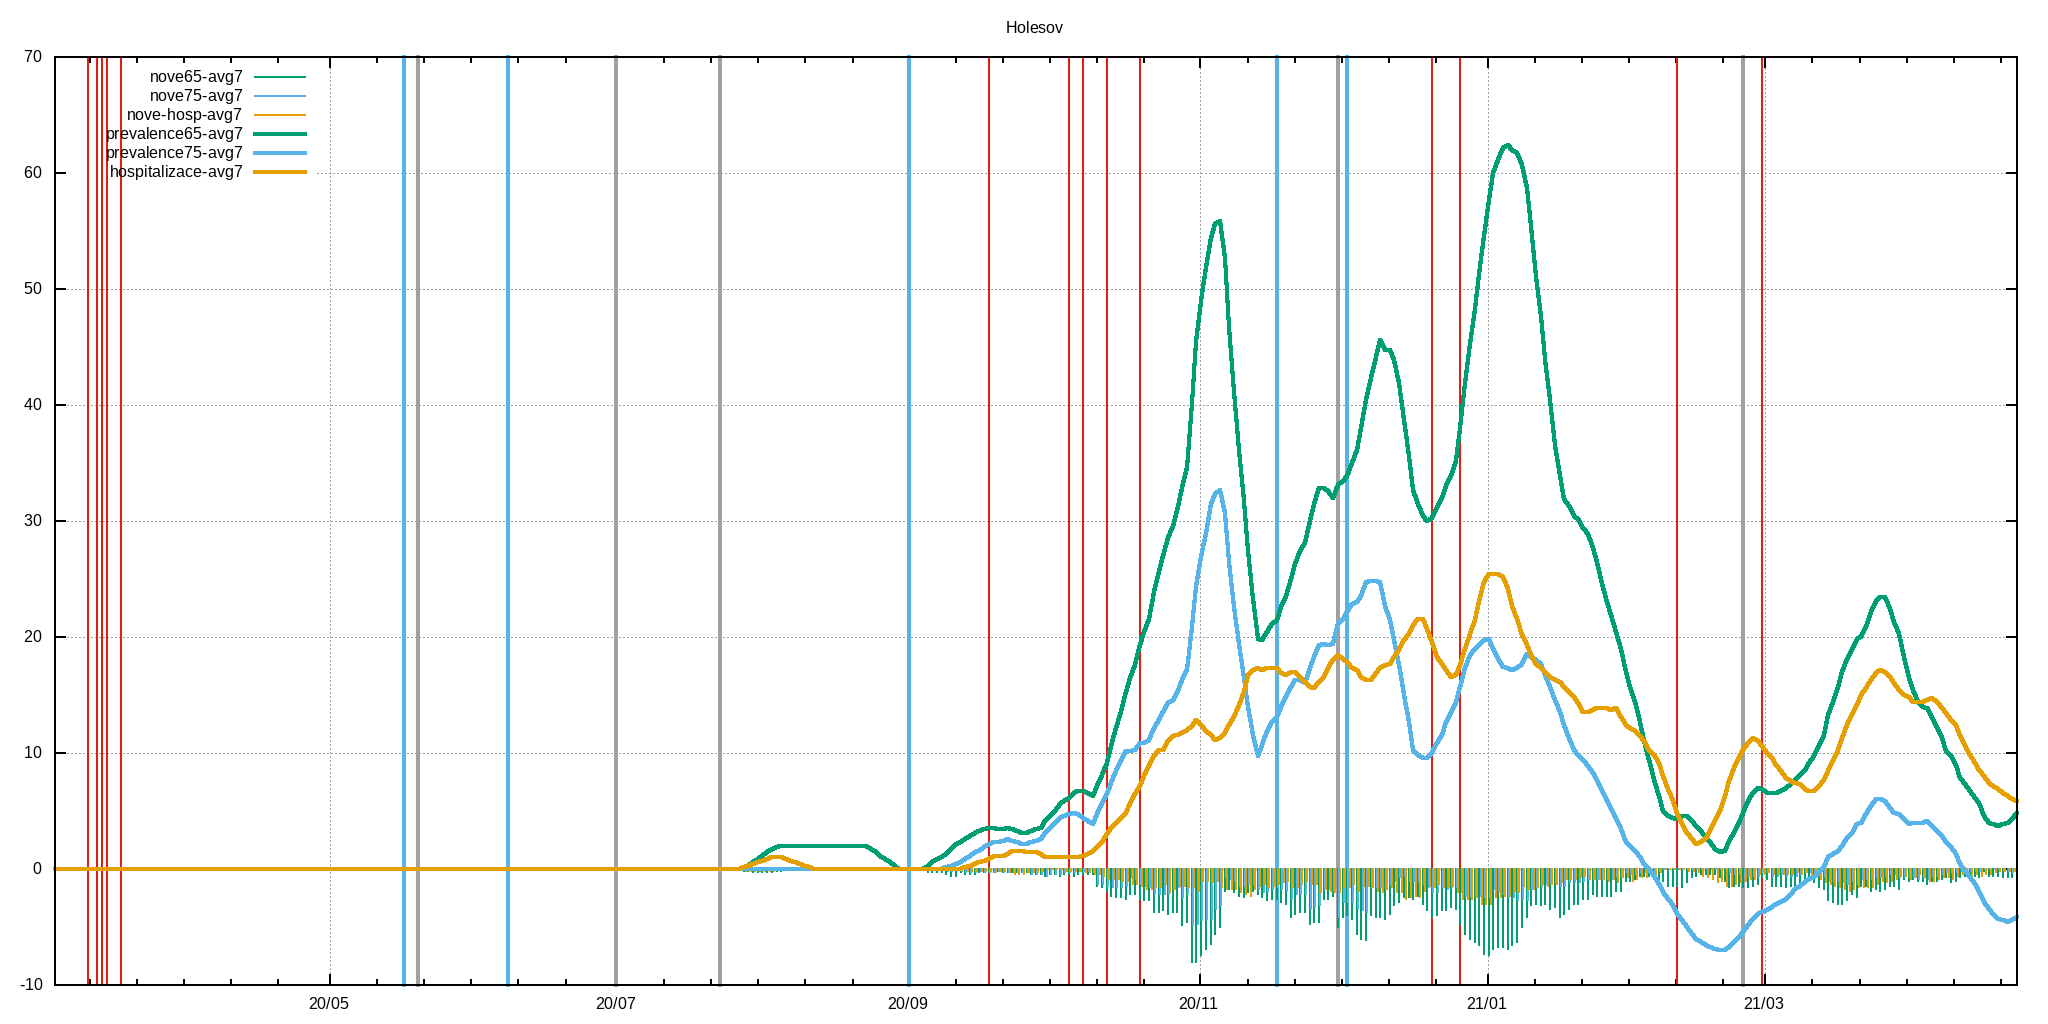 Holesov
70
60
50
40
30
20
10
0
-10
nove65-avg7
nove75-avg7
nove-hosp-avg7
prevalence65-avg7
prevalence75-avg7
hospitalizace-avg7
20/05 20/07 20/09 20/11 21/01 21/03